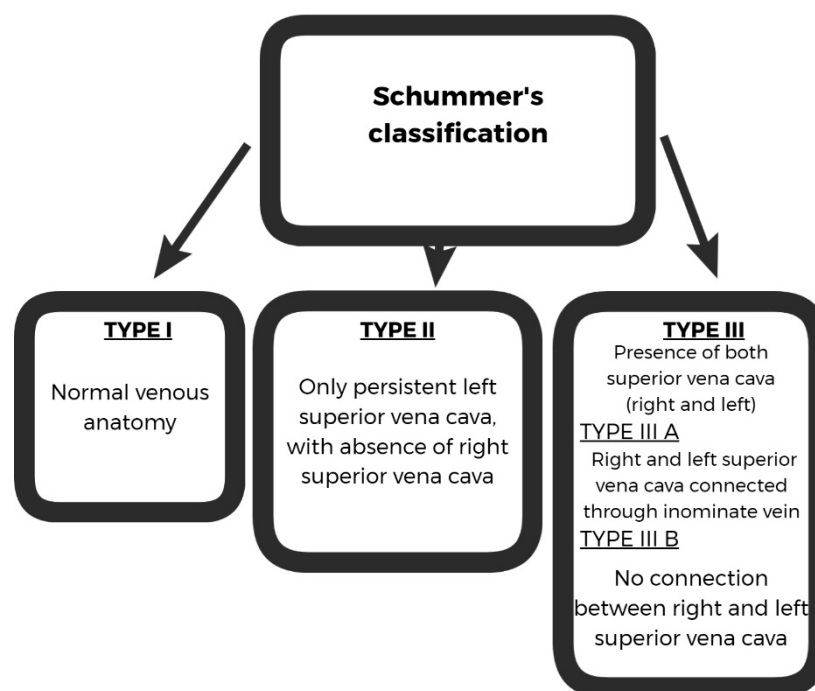 Schummer's
classification
TYPE I
Normal venous
anatomy
TYPE II
Only persistent left
superior vena cava,
with absence of right
superior vena cava
TYPE III
Presence of both
superior vena cava
(right and left)
TYPE III A
Right and left superior
vena cava connected
through inominate vein
TYPE III B
No connection
between right and left
superior vena cava